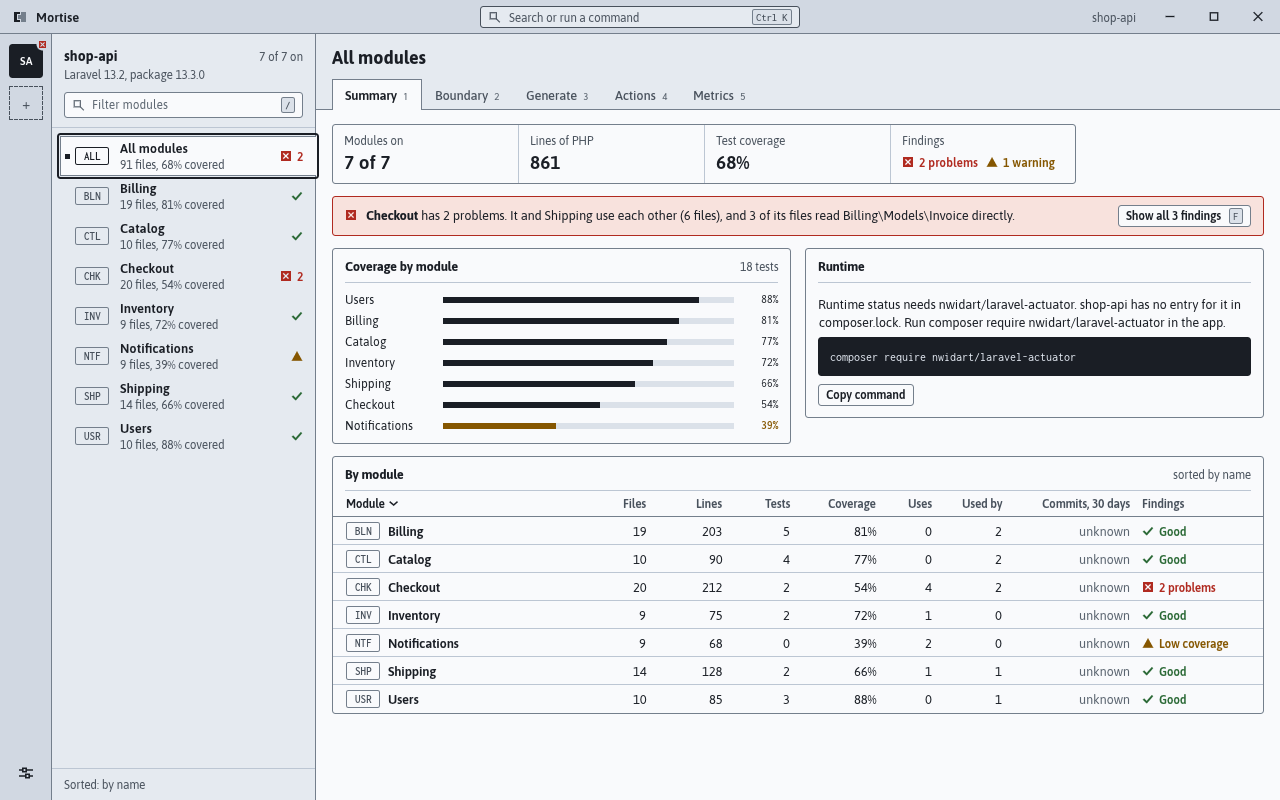 Mortise
Search or run a command
Ctrl K
shop-api
SA
+
shop-api
7 of 7 on
Laravel 13.2, package 13.3.0
Filter modules
/
ALL
All modules
91 files, 68% covered
2
BLN
Billing
19 files, 81% covered
CTL
Catalog
10 files, 77% covered
CHK
Checkout
20 files, 54% covered
2
INV
Inventory
9 files, 72% covered
NTF
Notifications
9 files, 39% covered
SHP
Shipping
14 files, 66% covered
USR
Users
10 files, 88% covered
Sorted: by name
All modules
Summary 1
Boundary 2
Generate 3
Actions 4
Metrics 5
Modules on
7 of 7
Lines of PHP
861
Test coverage
68%
Findings
2 problems
1 warning
Checkout has 2 problems. It and Shipping use each other (6 files), and 3 of its files read Billing\Models\Invoice directly.
Show all 3 findings F
Coverage by module
18 tests
Users 88%
Billing 81%
Catalog 77%
Inventory 72%
Shipping 66%
Checkout 54%
Notifications 39%
Runtime
Runtime status needs nwidart/laravel-actuator. shop-api has no entry for it in
composer.lock. Run composer require nwidart/laravel-actuator in the app.
composer require nwidart/laravel-actuator
Copy command
By module
sorted by name
Module Files Lines Tests Coverage Uses Used by Commits, 30 days Findings
BLN Billing 19 203 5 81% 0 2 unknown Good
CTL Catalog 10 90 4 77% 0 2 unknown Good
CHK Checkout 20 212 2 54% 4 2 unknown 2 problems
INV Inventory 9 75 2 72% 1 0 unknown Good
NTF Notifications 9 68 0 39% 2 0 unknown Low coverage
SHP Shipping 14 128 2 66% 1 1 unknown Good
USR Users 10 85 3 88% 0 1 unknown Good